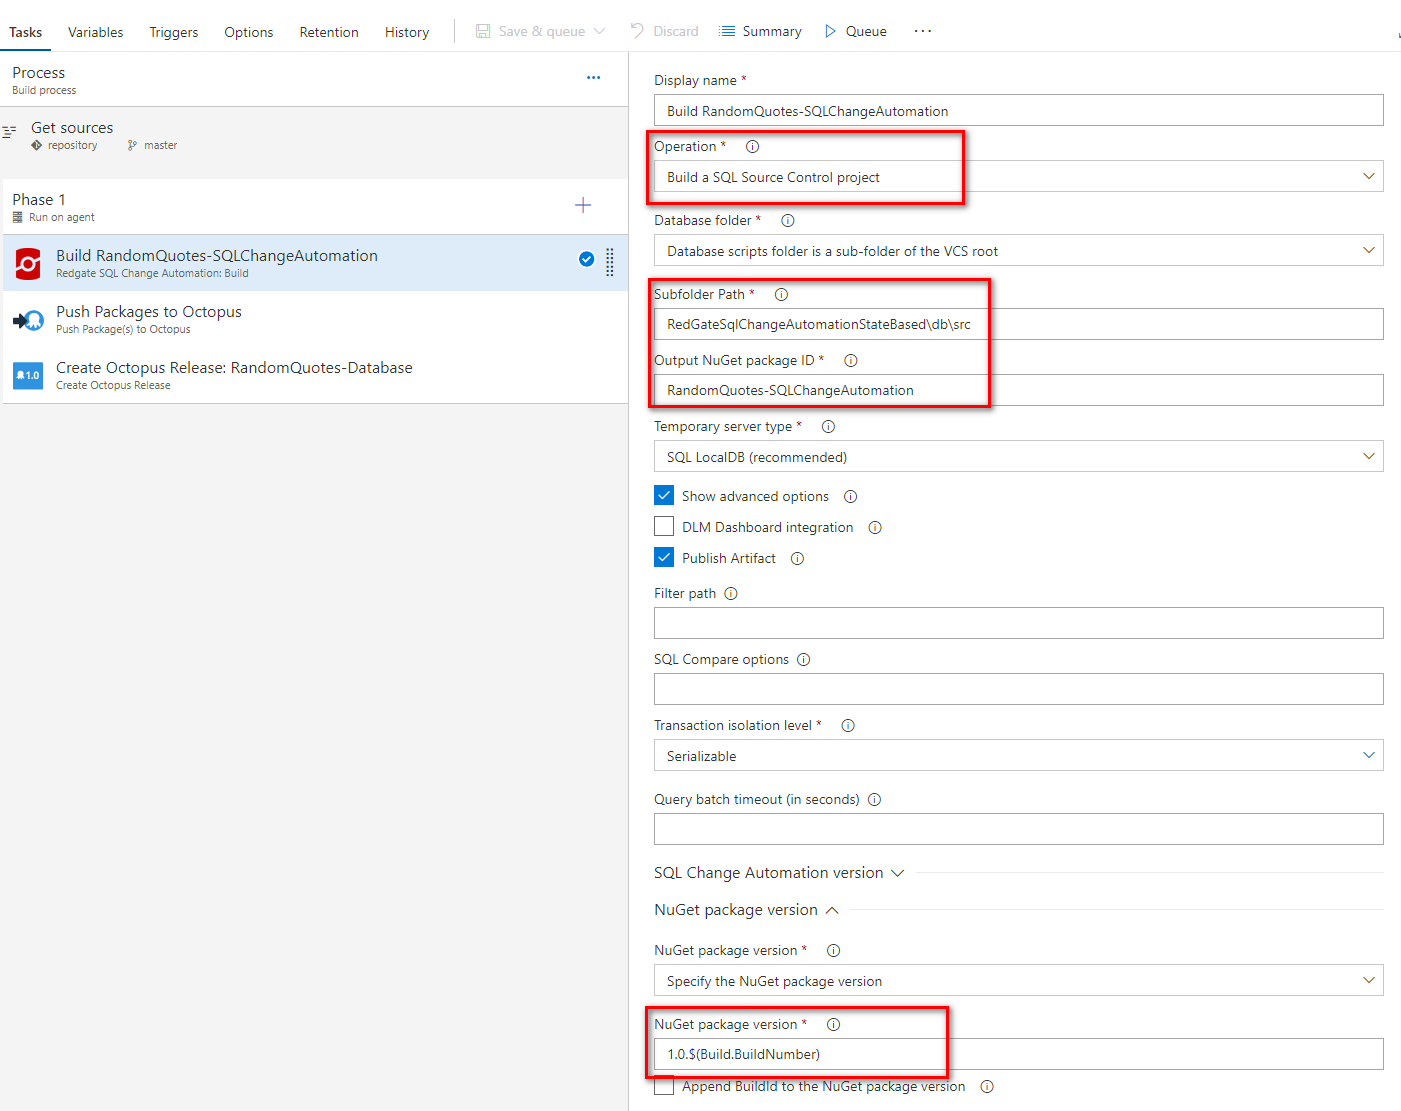 Tasks Variables Triggers Options Retention History Save & queue Discard Summary Queue ...
Process
Build process
Get sources
repository master
Phase 1
Run on agent
Build RandomQuotes-SQLChangeAutomation
Redgate SQL Change Automation: Build
Push Packages to Octopus
Push Package(s) to Octopus
1.0
Create Octopus Release: RandomQuotes-Database
Create Octopus Release
Display name *
Build RandomQuotes-SQLChangeAutomation
Operation *
Build a SQL Source Control project
Database folder *
Database scripts folder is a sub-folder of the VCS root
Subfolder Path *
RedGateSqlChangeAutomationStateBased\db\src
Output NuGet package ID *
RandomQuotes-SQLChangeAutomation
Temporary server type *
SQL LocalDB (recommended)
Show advanced options
DLM Dashboard integration
Publish Artifact
Filter path
SQL Compare options
Transaction isolation level *
Serializable
Query batch timeout (in seconds)
SQL Change Automation version
NuGet package version
NuGet package version *
Specify the NuGet package version
NuGet package version *
1.0.$(Build.BuildNumber)
Append BuildId to the NuGet package version